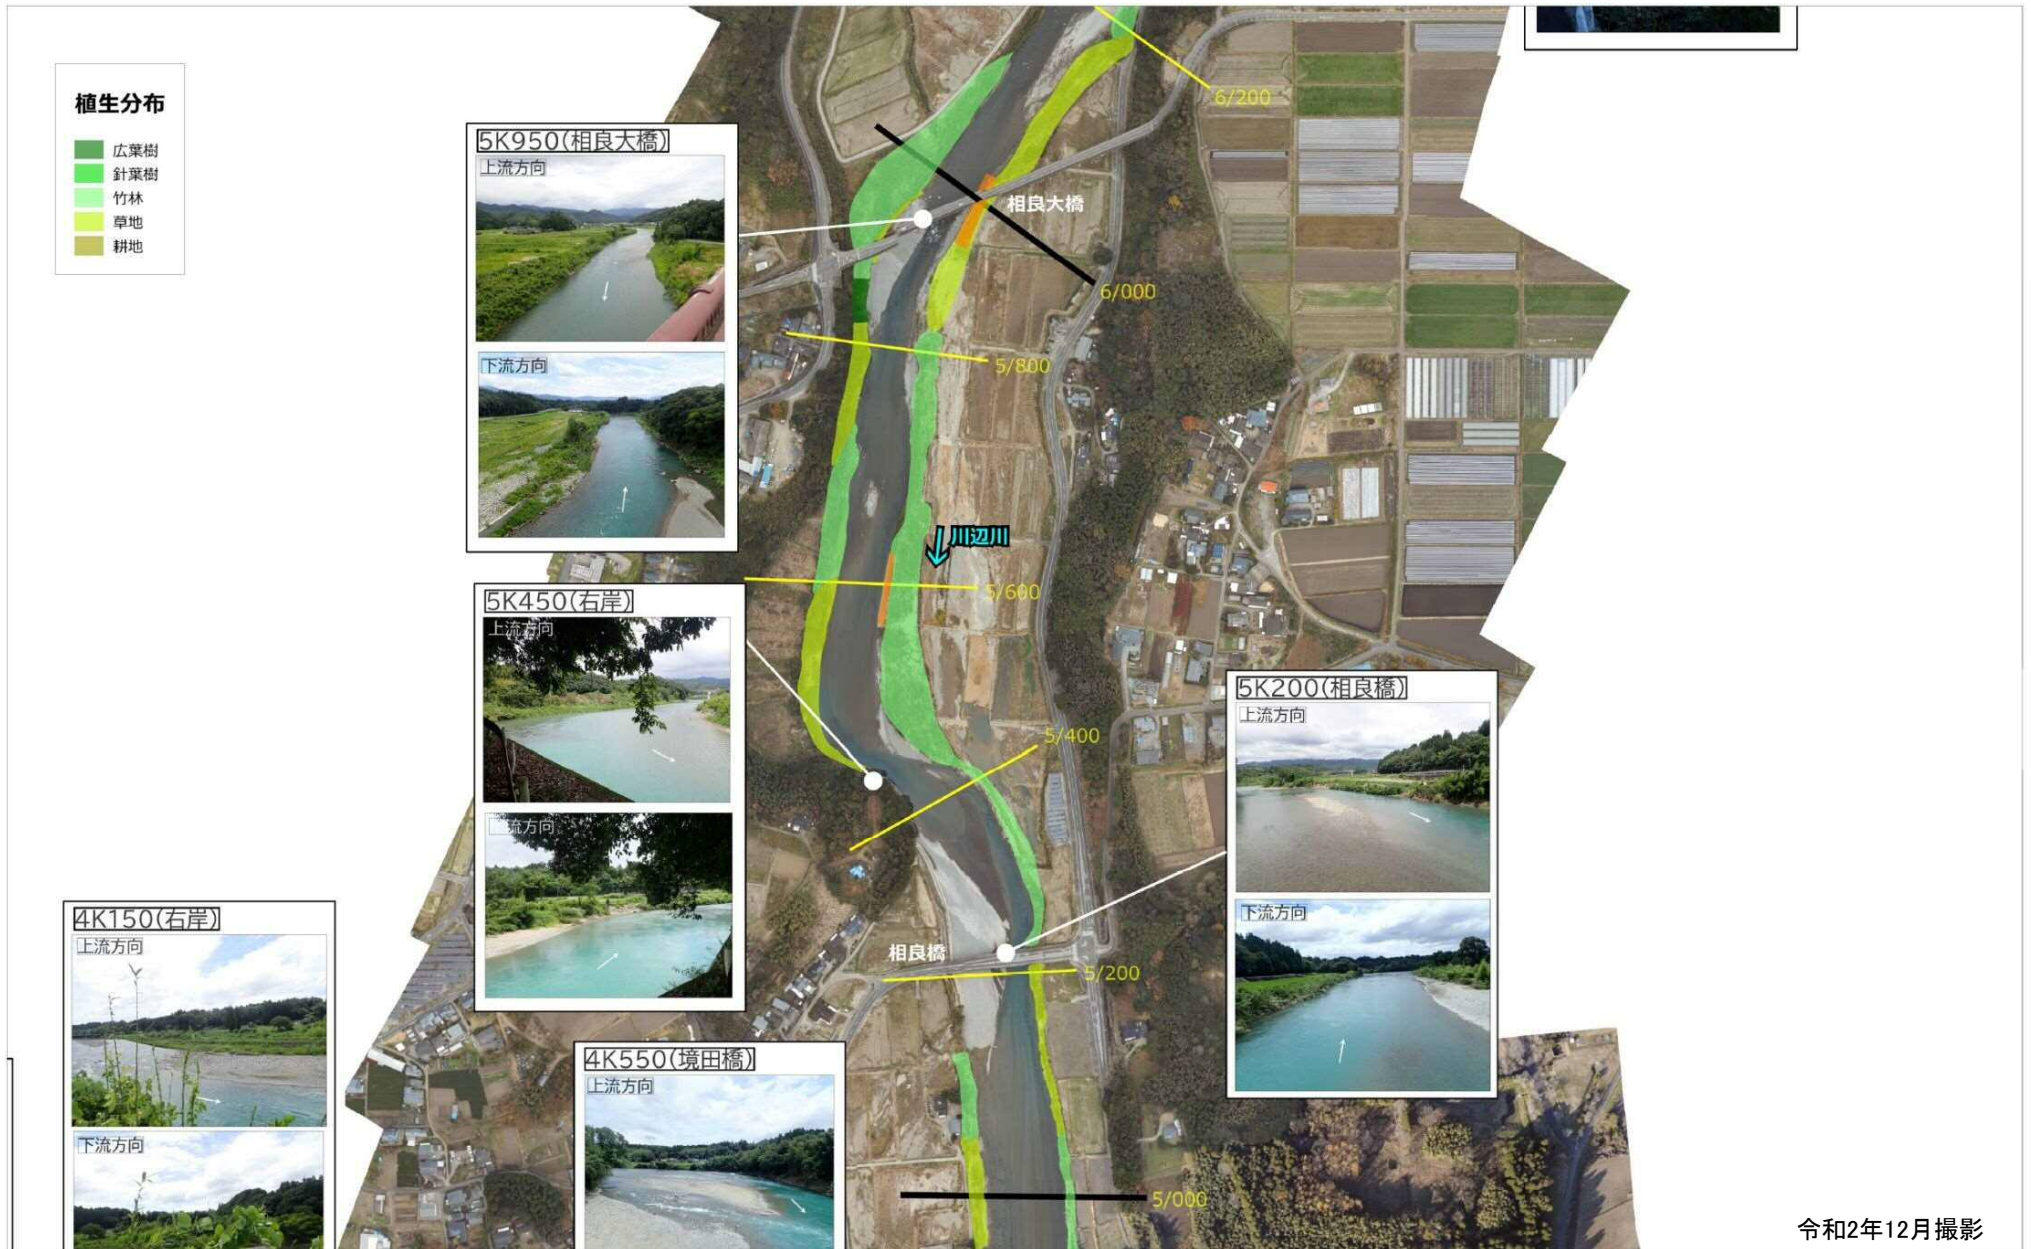 植生分布
広葉樹
針葉樹
竹林
草地
耕地
5K950(相良大橋)
上流方向
下流方向
5K450(右岸)
上流方向
流方向
4K150(右岸)
上流方向
下流方向
4K550(境田橋)
上流方向
5K200(相良橋)
上流方向
下流方向
6/200
相良大橋
6/000
5/800
川辺川
5/600
5/400
相良橋
5/200
5/000
令和2年12月撮影